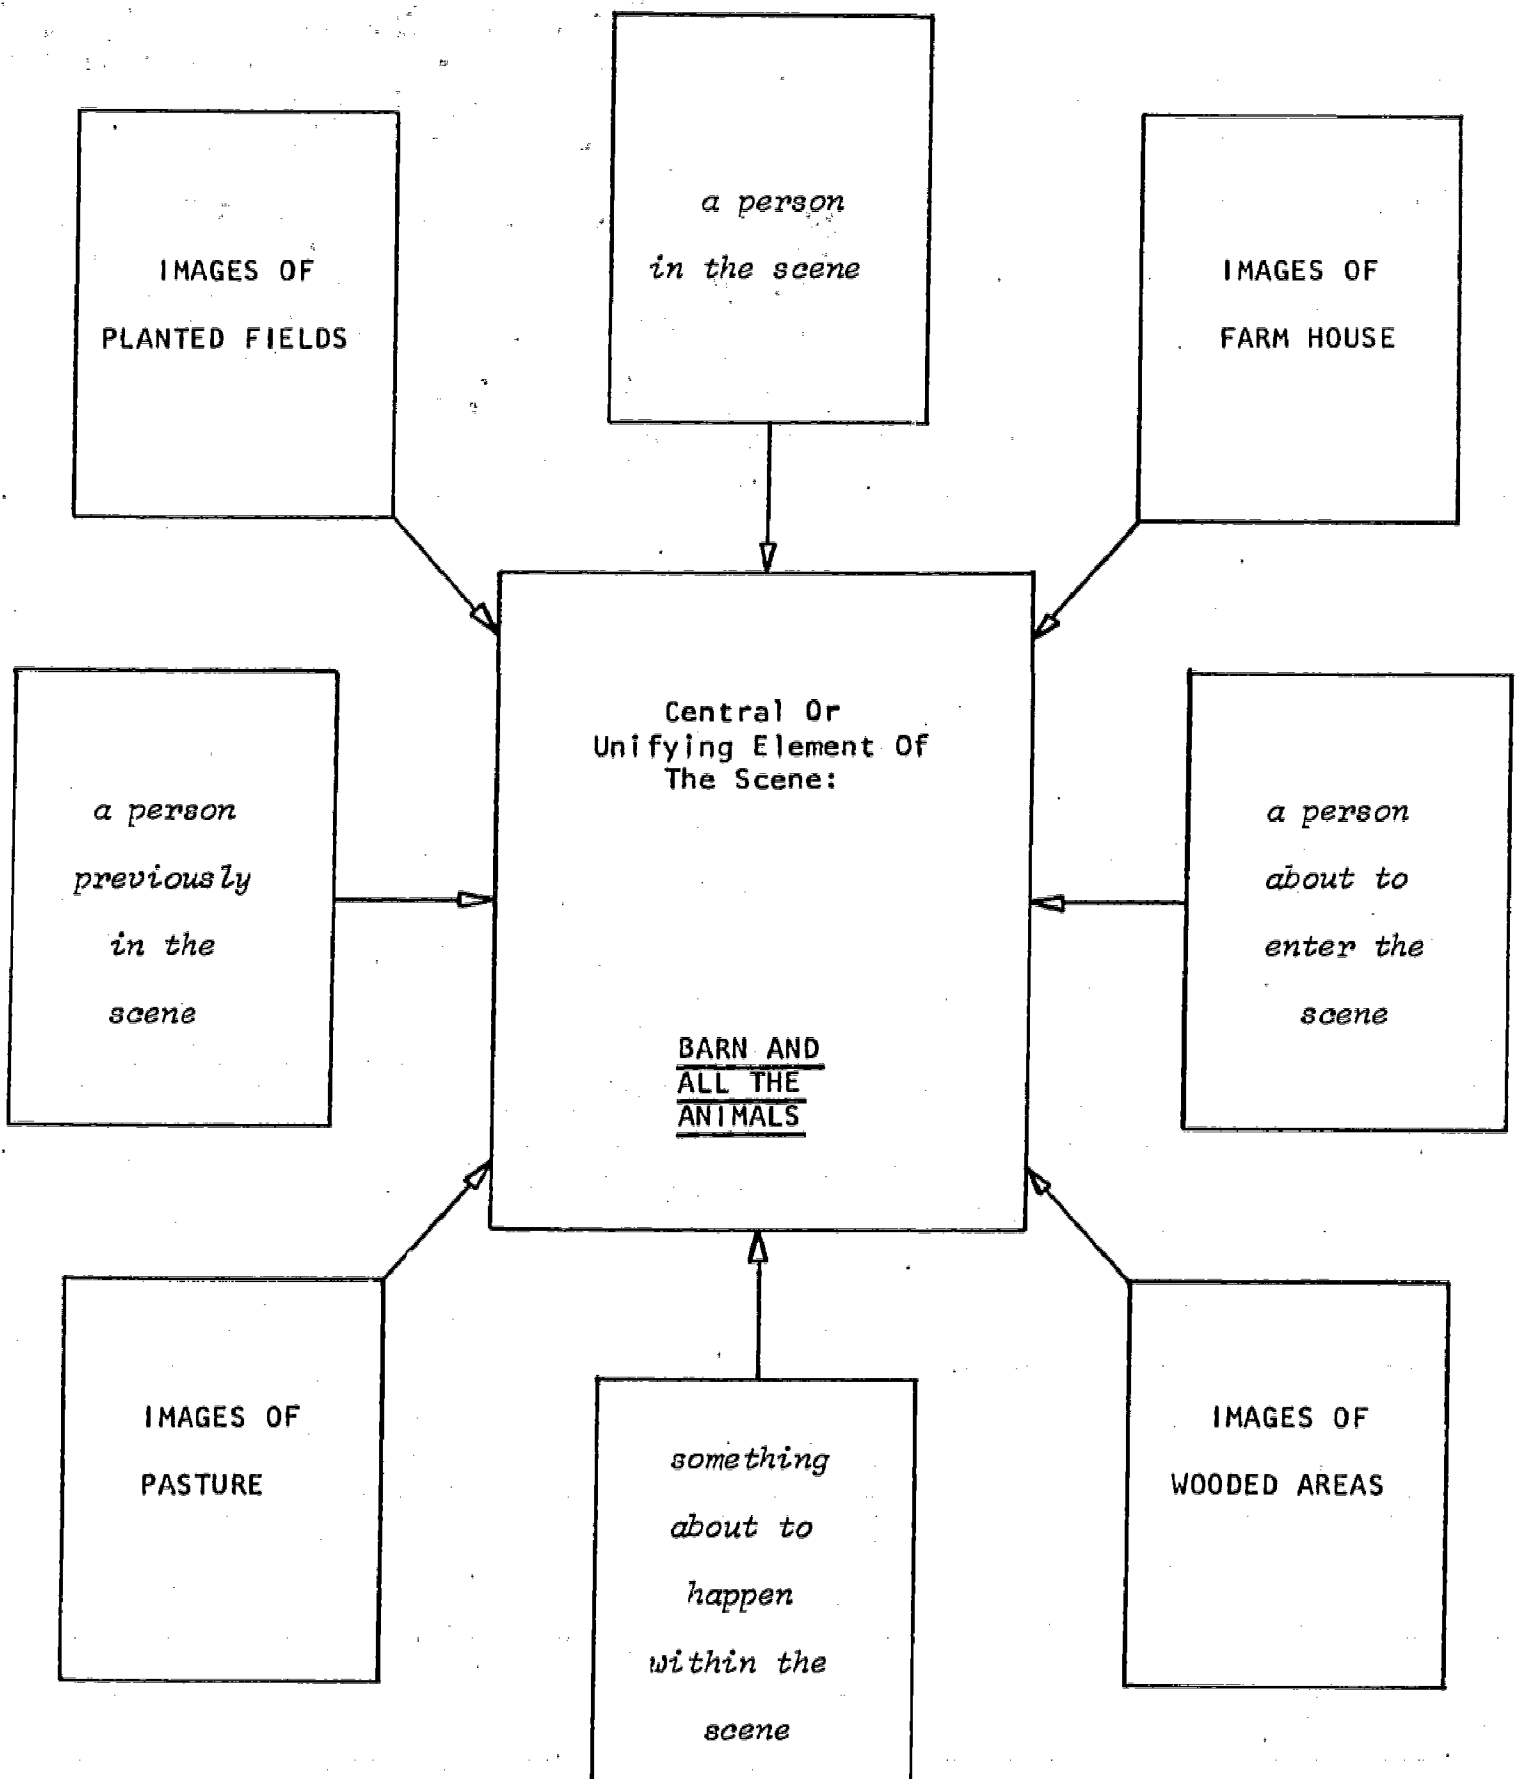 a person
in the scene
IMAGES OF
PLANTED FIELDS
IMAGES OF
FARM HOUSE
a person
previously
in the
scene
Central Or
Unifying Element Of
The Scene:
BARN AND
ALL THE
ANIMALS
a person
about to
enter the
scene
IMAGES OF
PASTURE
something
about to
happen
within the
scene
IMAGES OF
WOODED AREAS